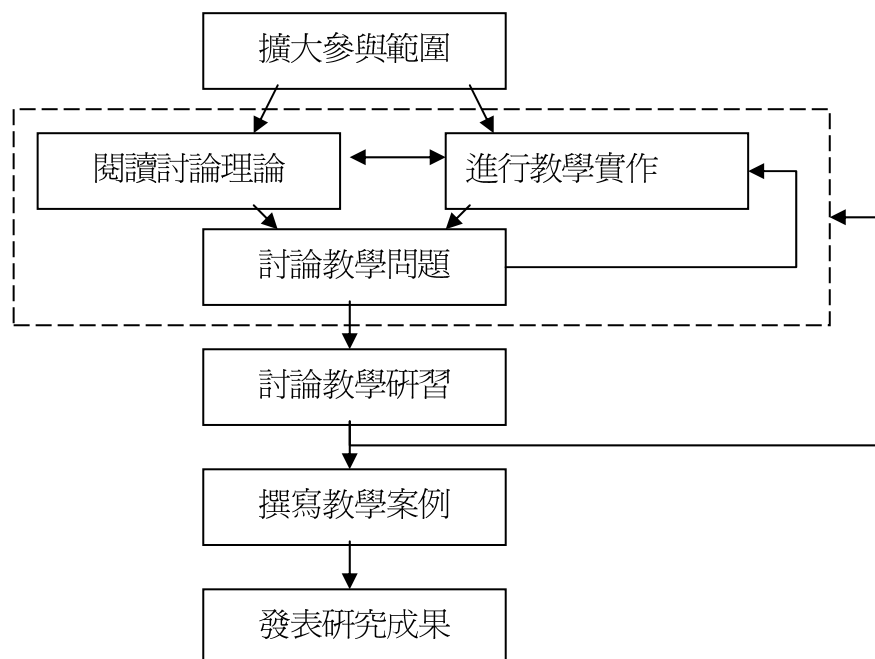 擴大參與範圍
閱讀討論理論
進行教學實作
討論教學問題
討論教學研習
撰寫教學案例
發表研究成果